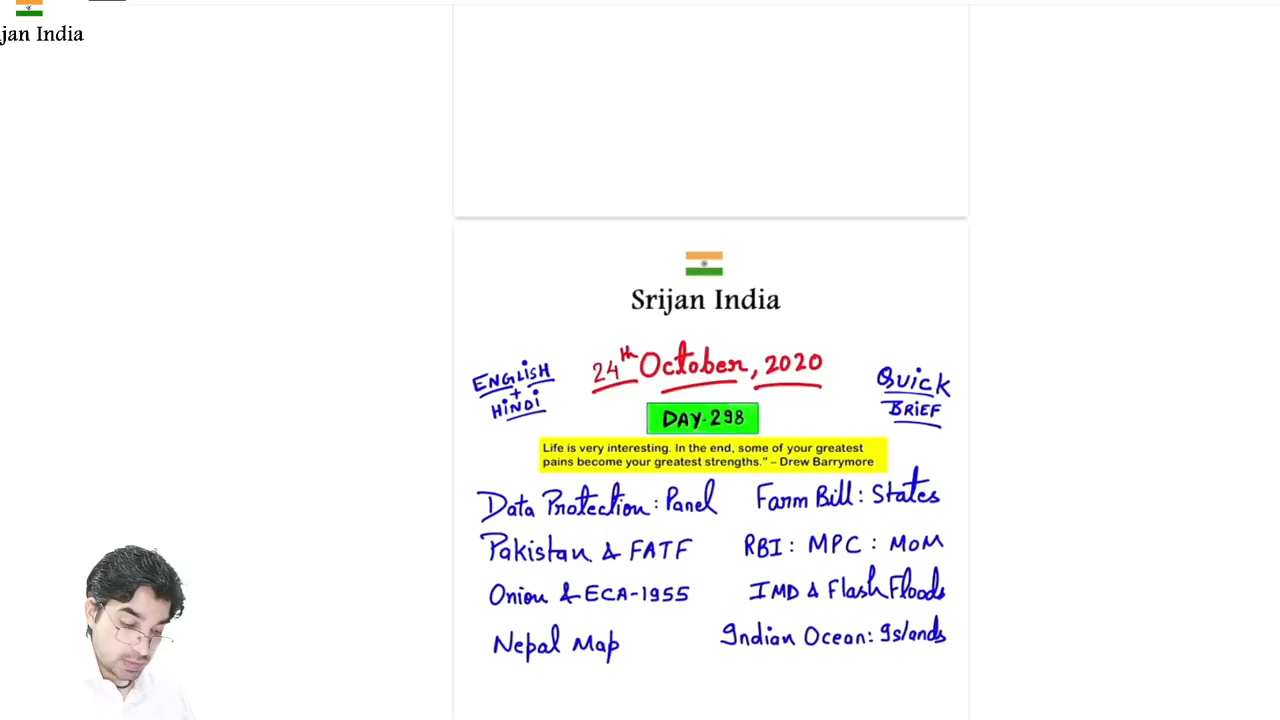 jan India
Srijan India
24th October, 2020
ENGLISH
+
HINDI
Quick
BRIEF
DAY-298
Life is very interesting. In the end, some of your greatest
pains become your greatest strengths.” – Drew Barrymore
Data Protection: Panel
Farm Bill: States
Pakistan & FATF
RBI: MPC: MoM
Onion & ECA-1955
IMD & Flash Floods
Nepal Map
Indian Ocean: Islands